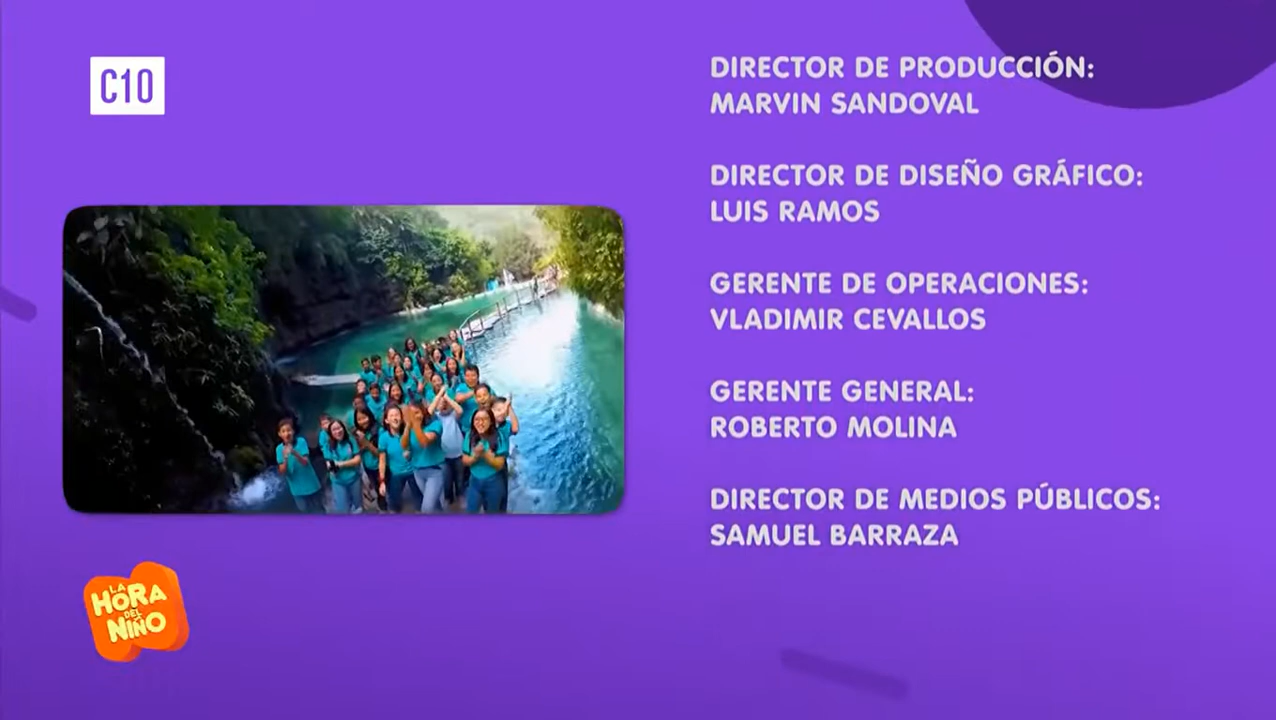 C10
DIRECTOR DE PRODUCCIÓN:
MARVIN SANDOVAL
DIRECTOR DE DISEÑO GRÁFICO:
LUIS RAMOS
GERENTE DE OPERACIONES:
VLADIMIR CEVALLOS
GERENTE GENERAL:
ROBERTO MOLINA
DIRECTOR DE MEDIOS PÚBLICOS:
SAMUEL BARRAZA
LA
HORA
DEL
NIÑO